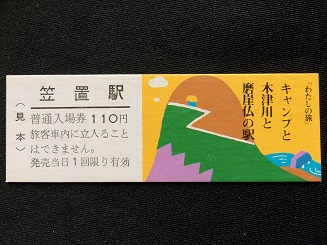 笠置駅
（見本）
普通入場券 110円
旅客車内に立入ること
はできません。
発売当日1回限り有効
「わたしの旅
キャンプと
木津川と
磨崖仏の駅